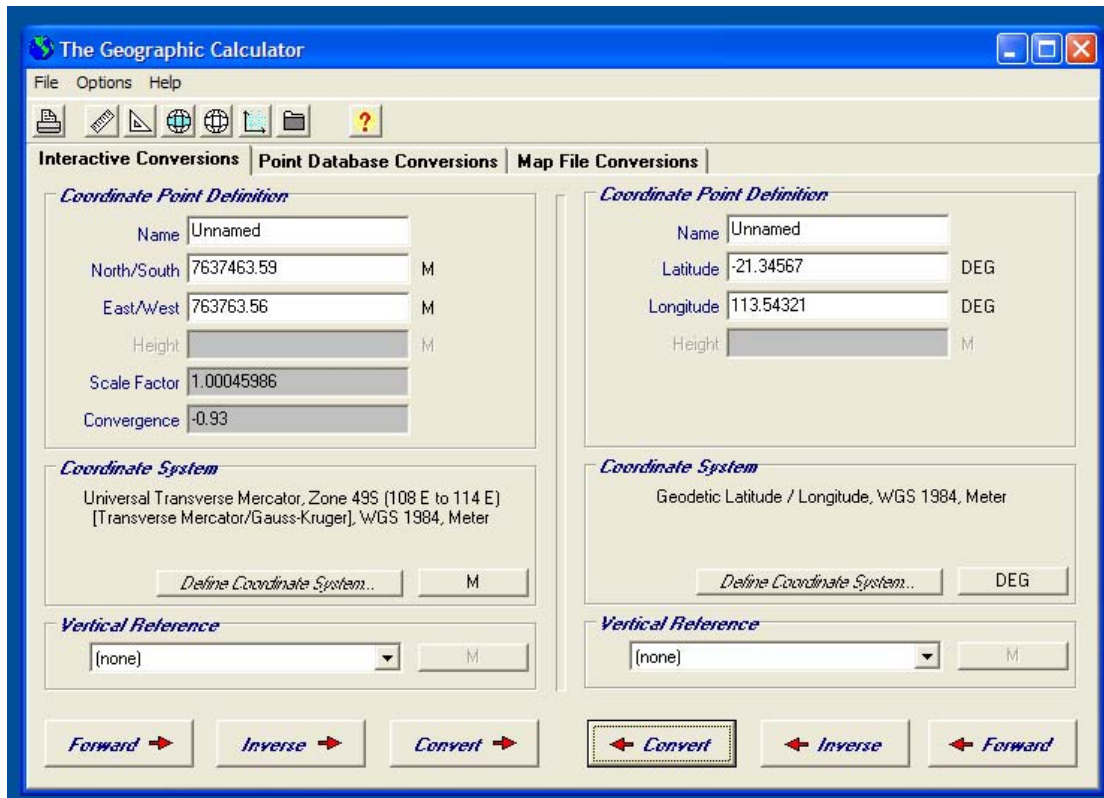 The Geographic Calculator
File Options Help
Interactive Conversions Point Database Conversions Map File Conversions
Coordinate Point Definition
Name Unnamed
North/South 7637463.59 M
East/West 763763.56 M
Height M
Scale Factor 1.00045986
Convergence -0.93
Coordinate System
Universal Transverse Mercator, Zone 49S (108 E to 114 E)
[Transverse Mercator/Gauss-Kruger], WGS 1984, Meter
Define Coordinate System... M
Vertical Reference
(none) M
Forward Inverse Convert
Coordinate Point Definition
Name Unnamed
Latitude -21.34567 DEG
Longitude 113.54321 DEG
Height M
Coordinate System
Geodetic Latitude / Longitude, WGS 1984, Meter
Define Coordinate System... DEG
Vertical Reference
(none) M
Convert Inverse Forward